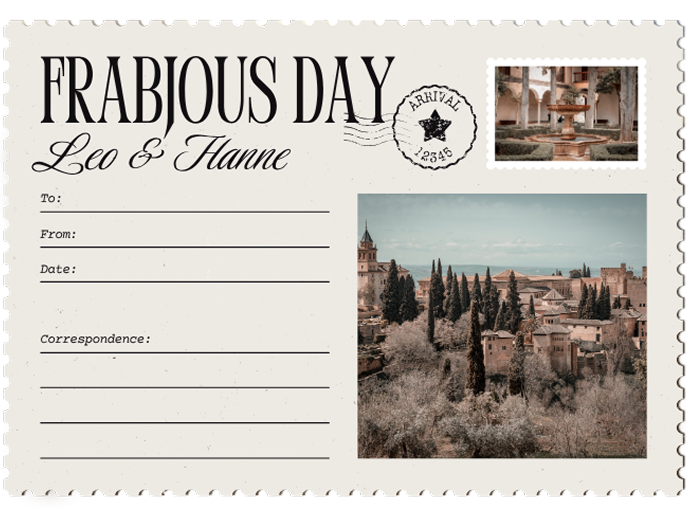 FRABJOUS DAY
Leo & Hanne
ARRIVAL
12345
To:
From:
Date:
Correspondence: